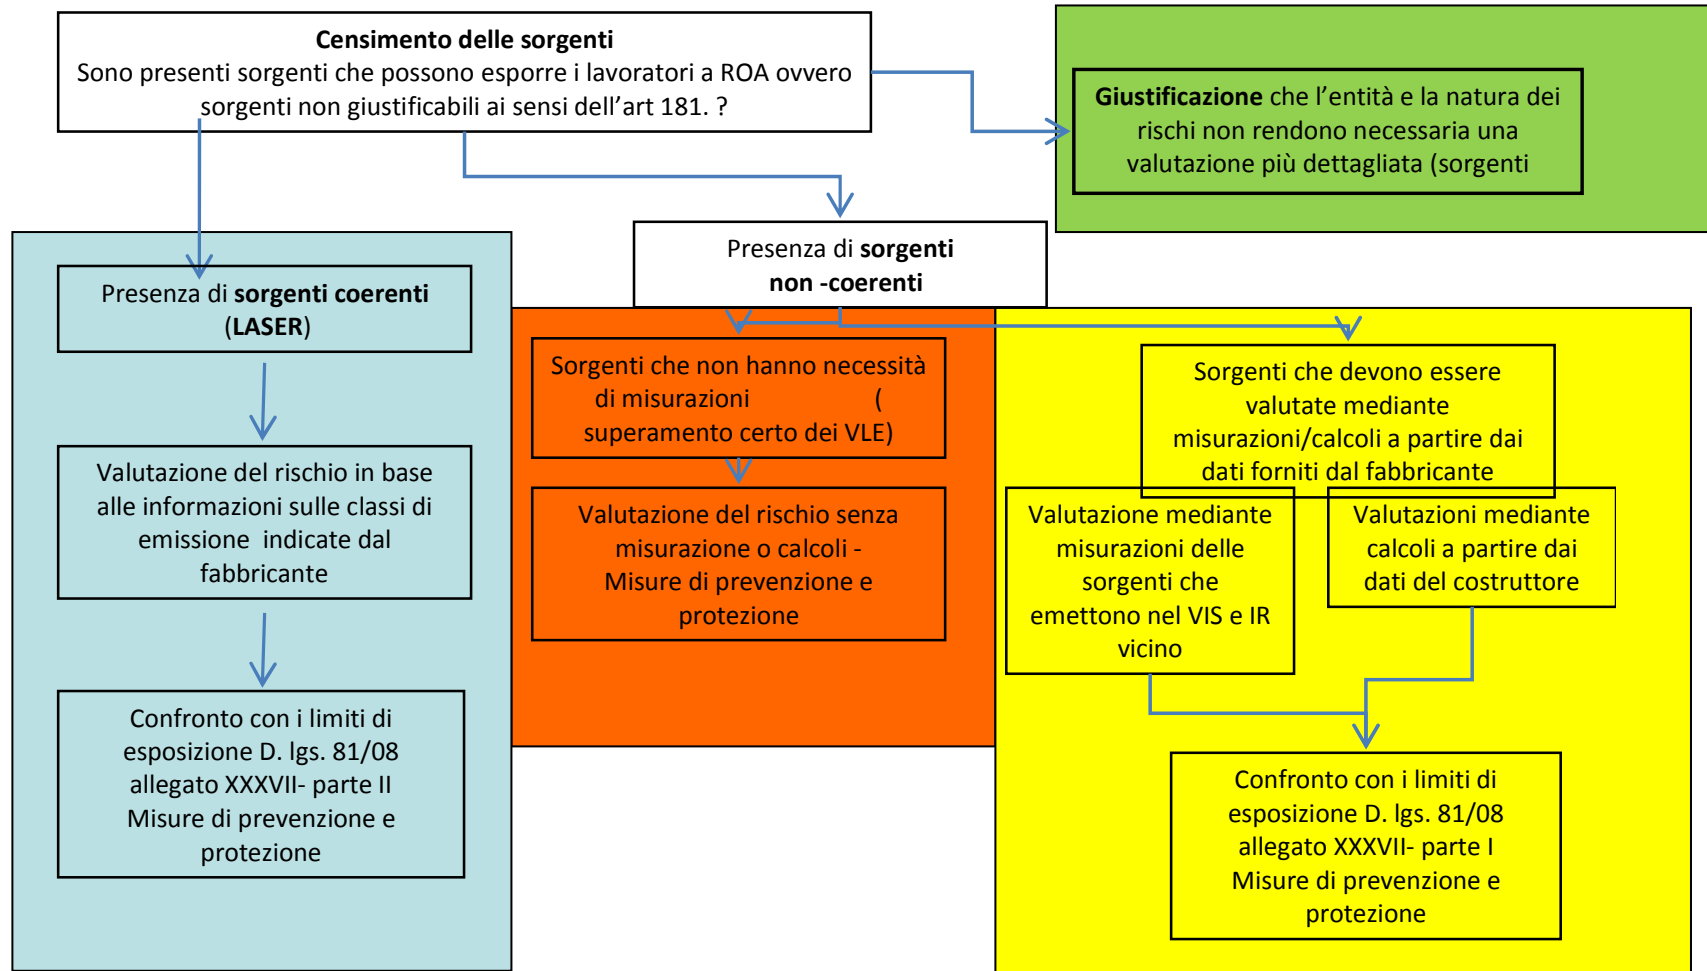 Censimento delle sorgenti
Sono presenti sorgenti che possono esporre i lavoratori a ROA ovvero
sorgenti non giustificabili ai sensi dell'art 181. ?
Giustificazione che l'entità e la natura dei
rischi non rendono necessaria una
valutazione più dettagliata (sorgenti
Presenza di sorgenti coerenti
(LASER)
Valutazione del rischio in base
alle informazioni sulle classi di
emissione indicate dal
fabbricante
Confronto con i limiti di
esposizione D. lgs. 81/08
allegato XXXVII- parte II
Misure di prevenzione e
protezione
Presenza di sorgenti
non -coerenti
Sorgenti che non hanno necessità
di misurazioni (
superamento certo dei VLE)
Valutazione del rischio senza
misurazione o calcoli -
Misure di prevenzione e
protezione
Sorgenti che devono essere
valutate mediante
misurazioni/calcoli a partire dai
dati forniti dal fabbricante
Valutazione mediante
misurazioni delle
sorgenti che
emettono nel VIS e IR
vicino
Valutazioni mediante
calcoli a partire dai
dati del costruttore
Confronto con i limiti di
esposizione D. lgs. 81/08
allegato XXXVII- parte I
Misure di prevenzione e
protezione